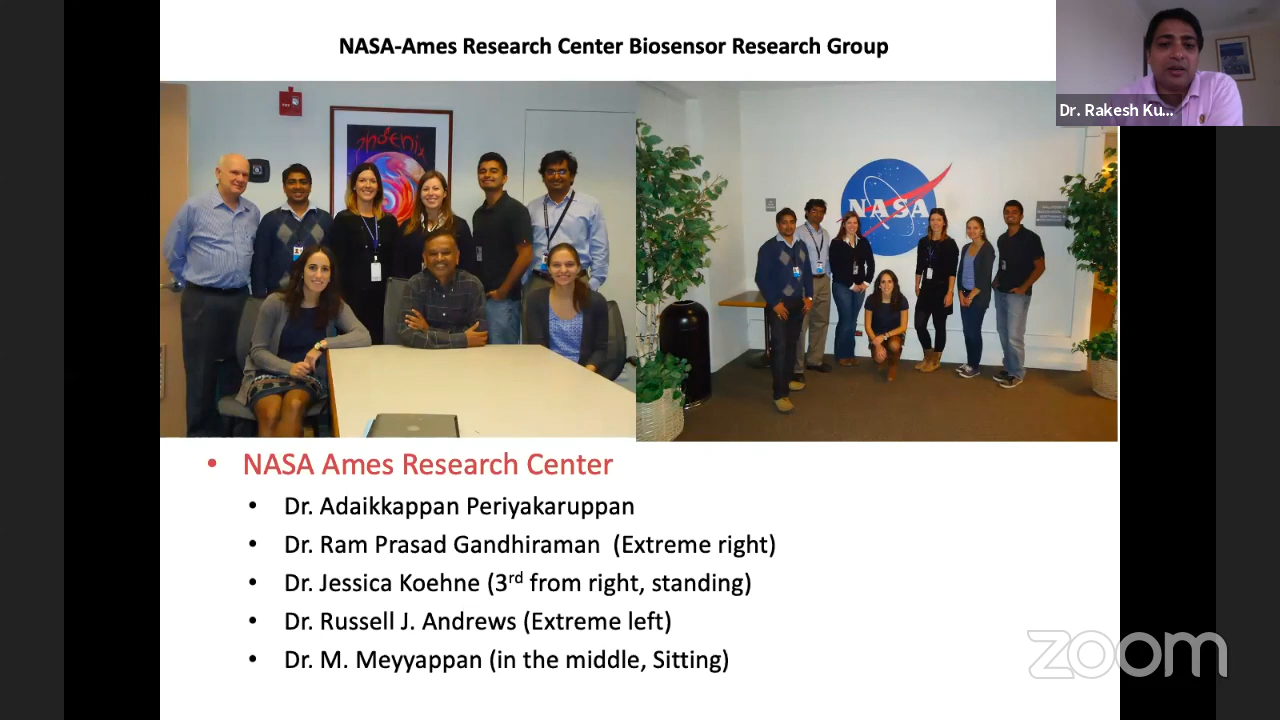 NASA-Ames Research Center Biosensor Research Group
Dr. Rakesh Ku...
phoenix
NASA
• NASA Ames Research Center
• Dr. Adaikkappan Periyakaruppan
• Dr. Ram Prasad Gandhiraman (Extreme right)
• Dr. Jessica Koehne (3rd from right, standing)
• Dr. Russell J. Andrews (Extreme left)
• Dr. M. Meyyappan (in the middle, Sitting)
zoom